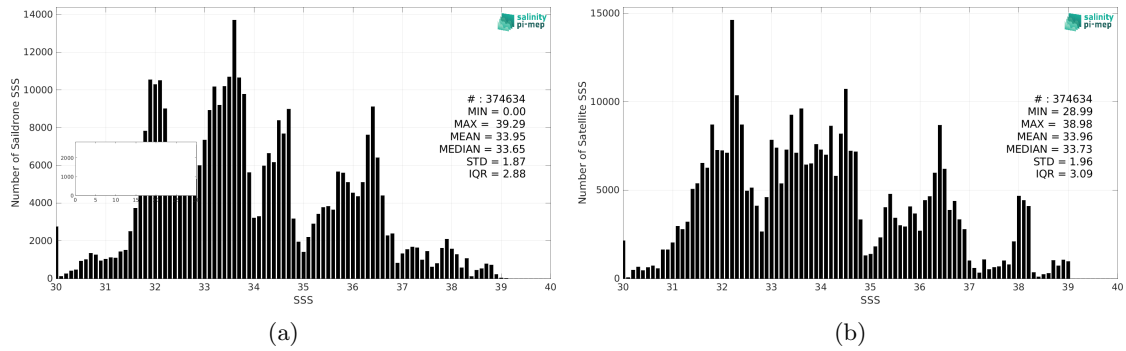 14000
12000
10000
8000
6000
4000
2000
0
Number of Saildrone SSS
30 31 32 33 34 35 36 37 38 39 40
SSS
2000
1000
0
0 5 10 15
salinity
pi-mep
# : 374634
MIN = 0.00
MAX = 39.29
MEAN = 33.95
MEDIAN = 33.65
STD = 1.87
IQR = 2.88
(a)
15000
10000
5000
0
Number of Satellite SSS
30 31 32 33 34 35 36 37 38 39 40
SSS
salinity
pi-mep
# : 374634
MIN = 28.99
MAX = 38.98
MEAN = 33.96
MEDIAN = 33.73
STD = 1.96
IQR = 3.09
(b)